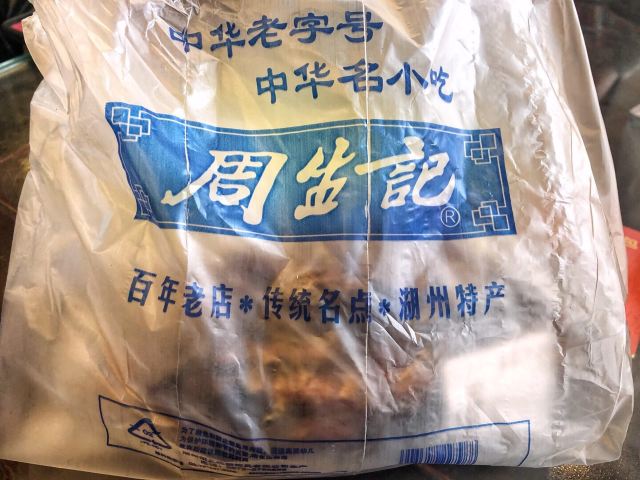 中华老字号
中华名小吃
周生記®
百年老店*传统名点*湖州特产